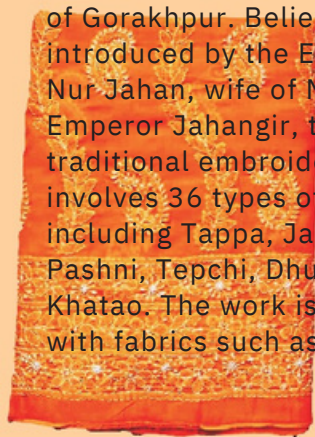 of Gorakhpur. Belie
introduced by the E
Nur Jahan, wife of
Emperor Jahangir, t
traditional embroid
involves 36 types o
including Tappa, Ja
Pashni, Tepchi, Dhu
Khatao. The work is
with fabrics such as